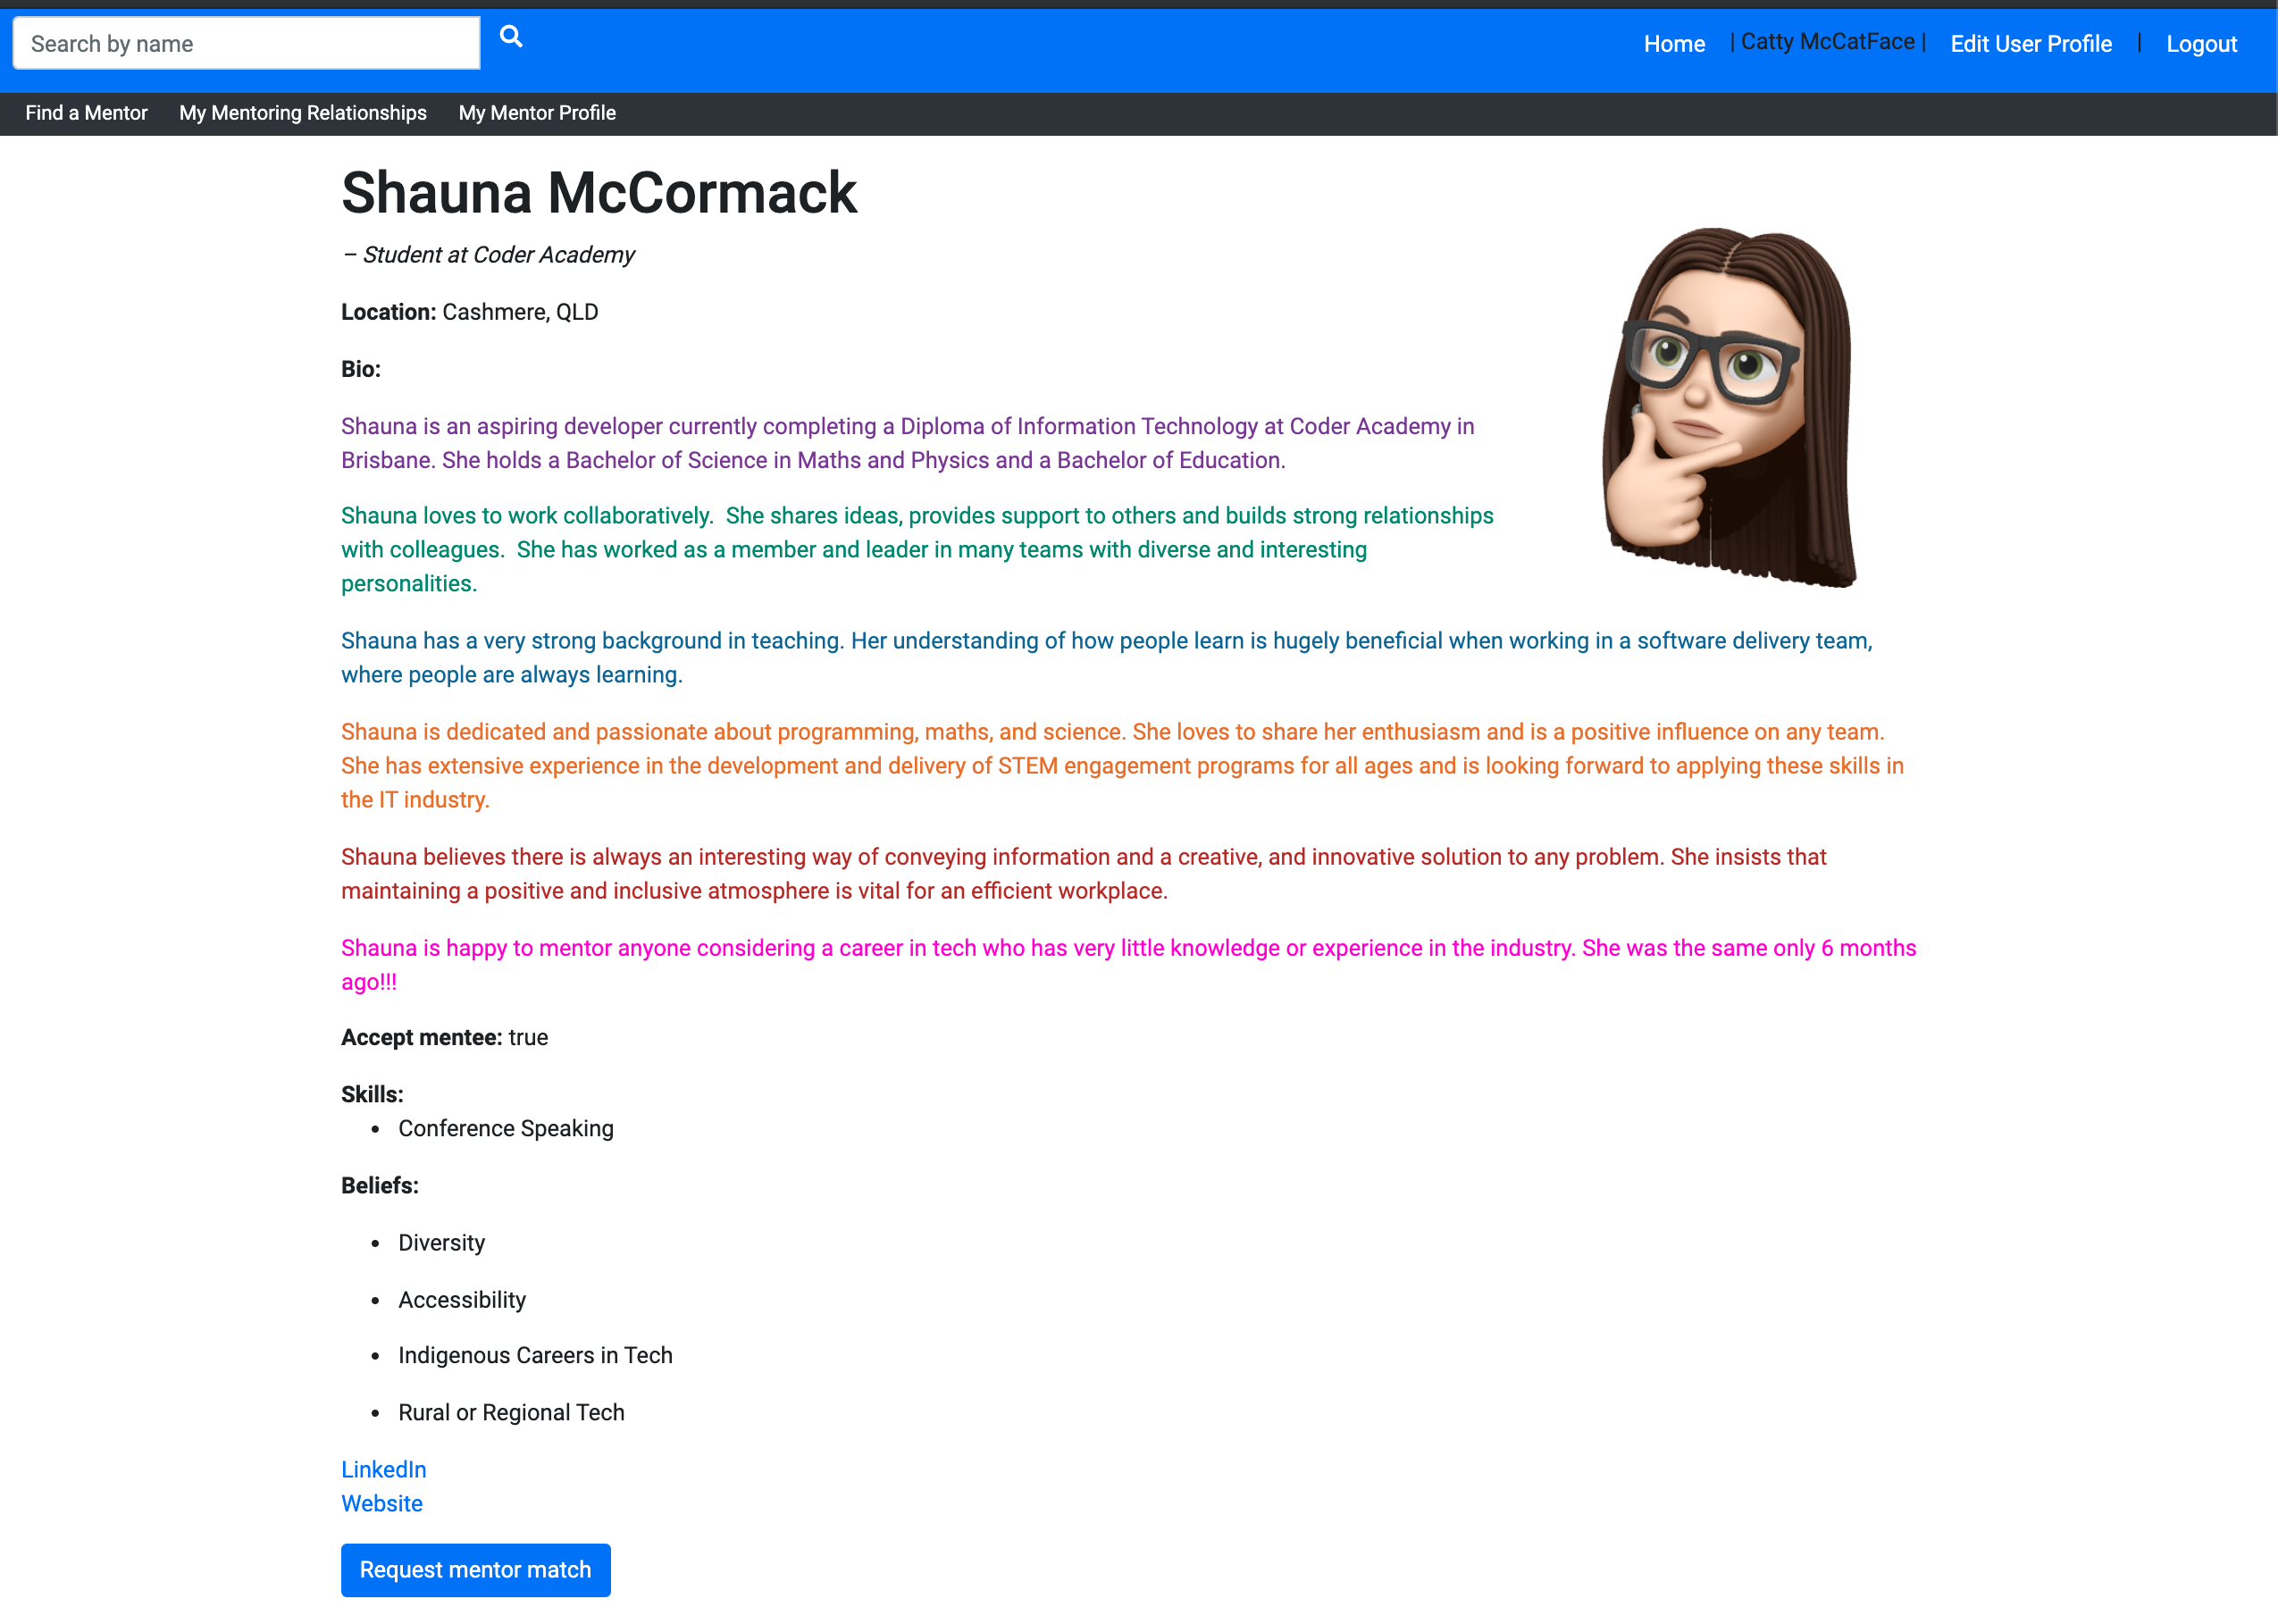 Search by name
Home | Catty McCatFace | Edit User Profile | Logout
Find a Mentor My Mentoring Relationships My Mentor Profile
Shauna McCormack
– Student at Coder Academy
Location: Cashmere, QLD
Bio:
Shauna is an aspiring developer currently completing a Diploma of Information Technology at Coder Academy in
Brisbane. She holds a Bachelor of Science in Maths and Physics and a Bachelor of Education.
Shauna loves to work collaboratively.  She shares ideas, provides support to others and builds strong relationships
with colleagues.  She has worked as a member and leader in many teams with diverse and interesting
personalities.
Shauna has a very strong background in teaching. Her understanding of how people learn is hugely beneficial when working in a software delivery team,
where people are always learning.
Shauna is dedicated and passionate about programming, maths, and science. She loves to share her enthusiasm and is a positive influence on any team.
She has extensive experience in the development and delivery of STEM engagement programs for all ages and is looking forward to applying these skills in
the IT industry.
Shauna believes there is always an interesting way of conveying information and a creative, and innovative solution to any problem. She insists that
maintaining a positive and inclusive atmosphere is vital for an efficient workplace.
Shauna is happy to mentor anyone considering a career in tech who has very little knowledge or experience in the industry. She was the same only 6 months
ago!!!
Accept mentee: true
Skills:
• Conference Speaking
Beliefs:
• Diversity
• Accessibility
• Indigenous Careers in Tech
• Rural or Regional Tech
LinkedIn
Website
Request mentor match